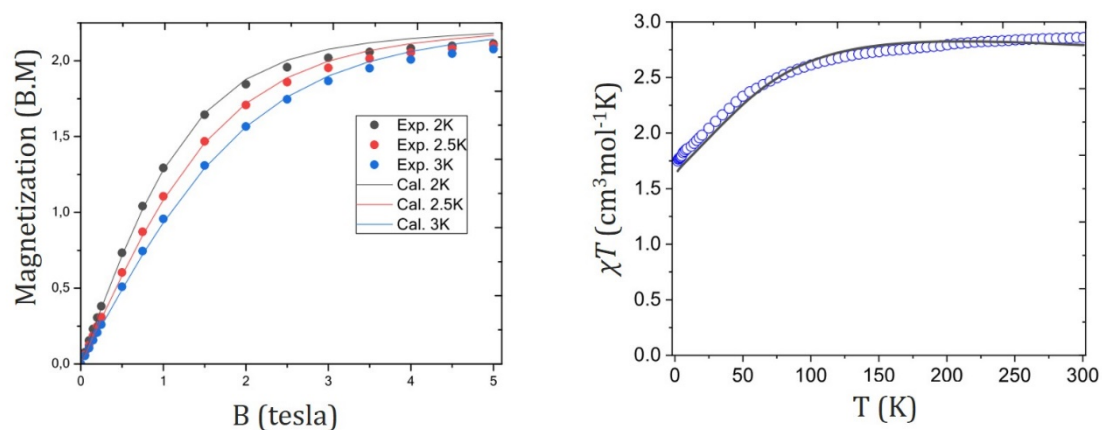 Magnetization (B.M)
2,0
1,5
1,0
0,5
0,0
Exp. 2K
Exp. 2.5K
Exp. 3K
Cal. 2K
Cal. 2.5K
Cal. 3K
0 1 2 3 4 5
B (tesla)
χT (cm³mol⁻¹K)
3.0
2.5
2.0
1.5
1.0
0.5
0.0
0 50 100 150 200 250 300
T (K)